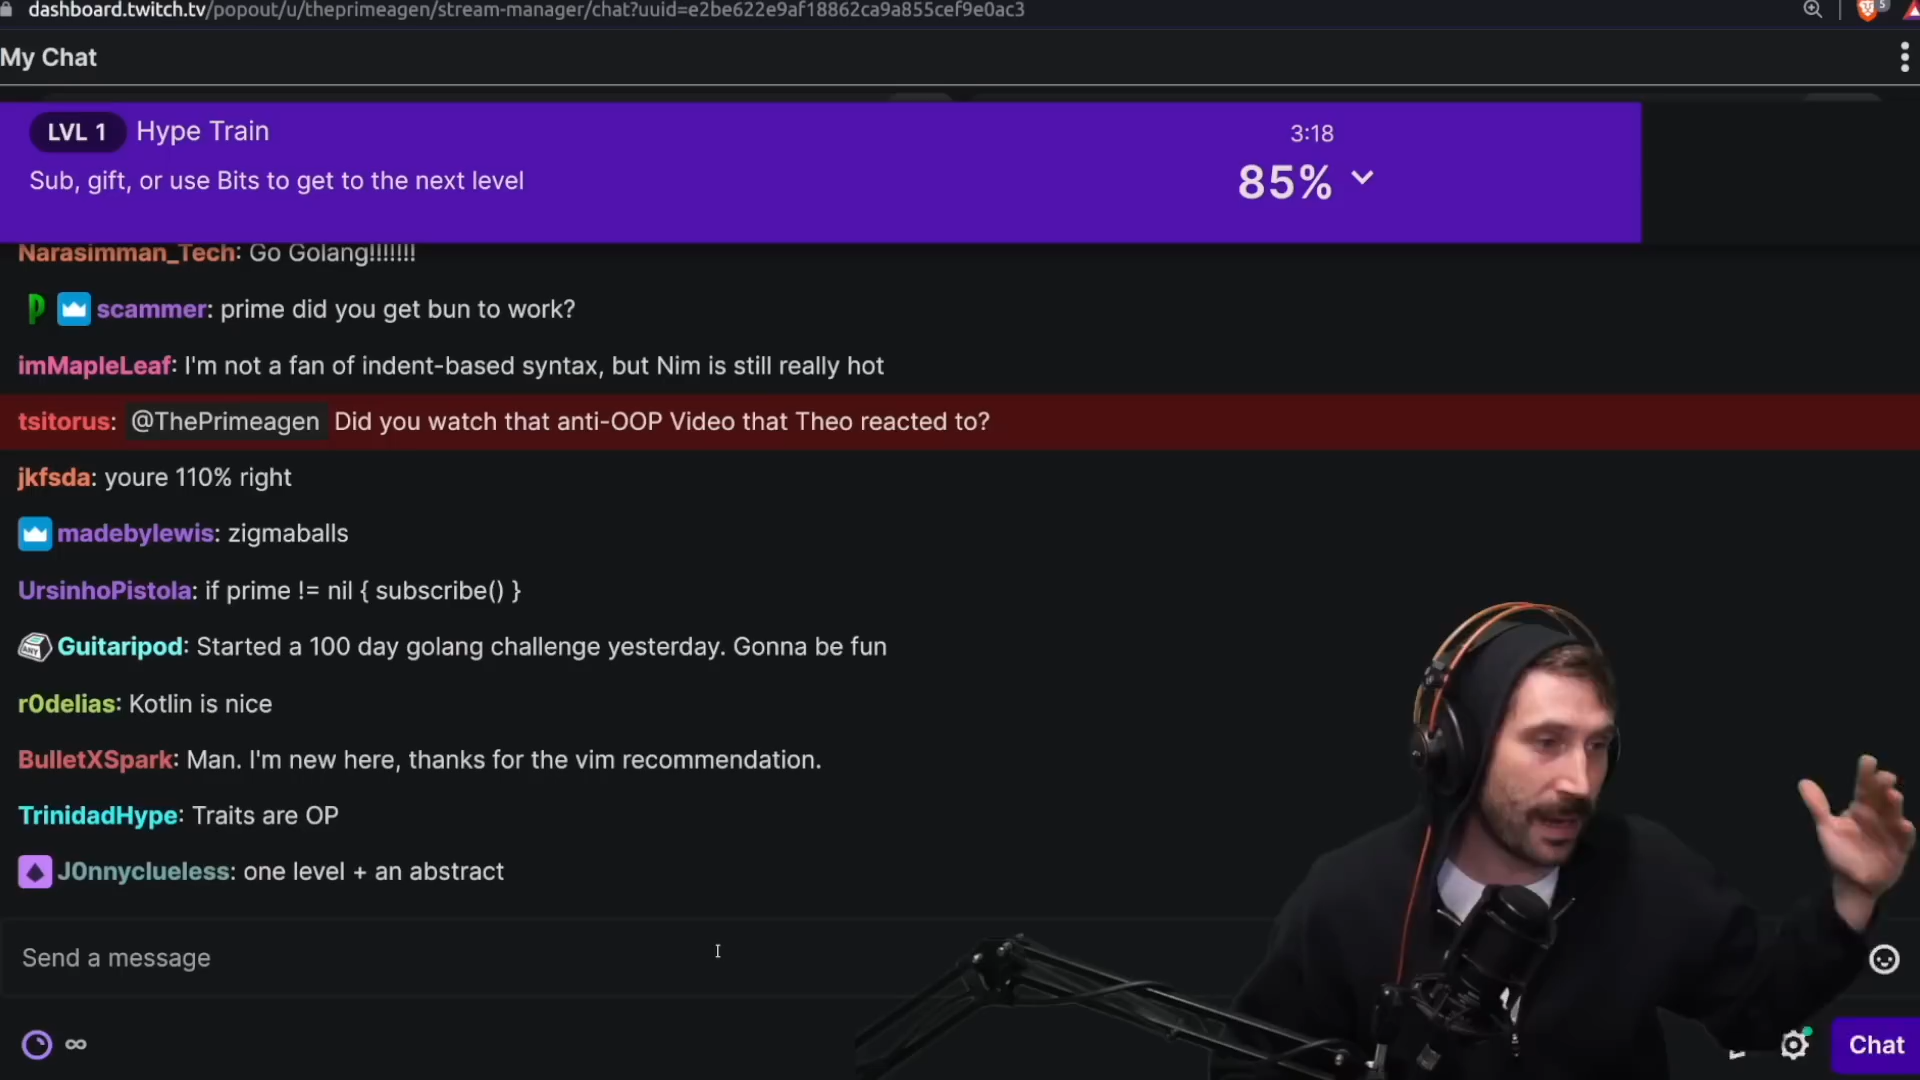 dashboard.twitch.tv/popout/u/theprimeagen/stream-manager/chat?uuid=e2be622e9af18862ca9a855cef9e0ac3
5
My Chat
LVL 1 Hype Train
3:18
Sub, gift, or use Bits to get to the next level
85%
Narasimman_Tech: Go Golang!!!!!!!
scammer: prime did you get bun to work?
imMapleLeaf: I'm not a fan of indent-based syntax, but Nim is still really hot
tsitorus: @ThePrimeagen Did you watch that anti-OOP Video that Theo reacted to?
jkfsda: youre 110% right
madebylewis: zigmaballs
UrsinhoPistola: if prime != nil { subscribe() }
ANY Guitaripod: Started a 100 day golang challenge yesterday. Gonna be fun
r0delias: Kotlin is nice
BulletXSpark: Man. I'm new here, thanks for the vim recommendation.
TrinidadHype: Traits are OP
J0nnyclueless: one level + an abstract
Send a message
∞
Chat